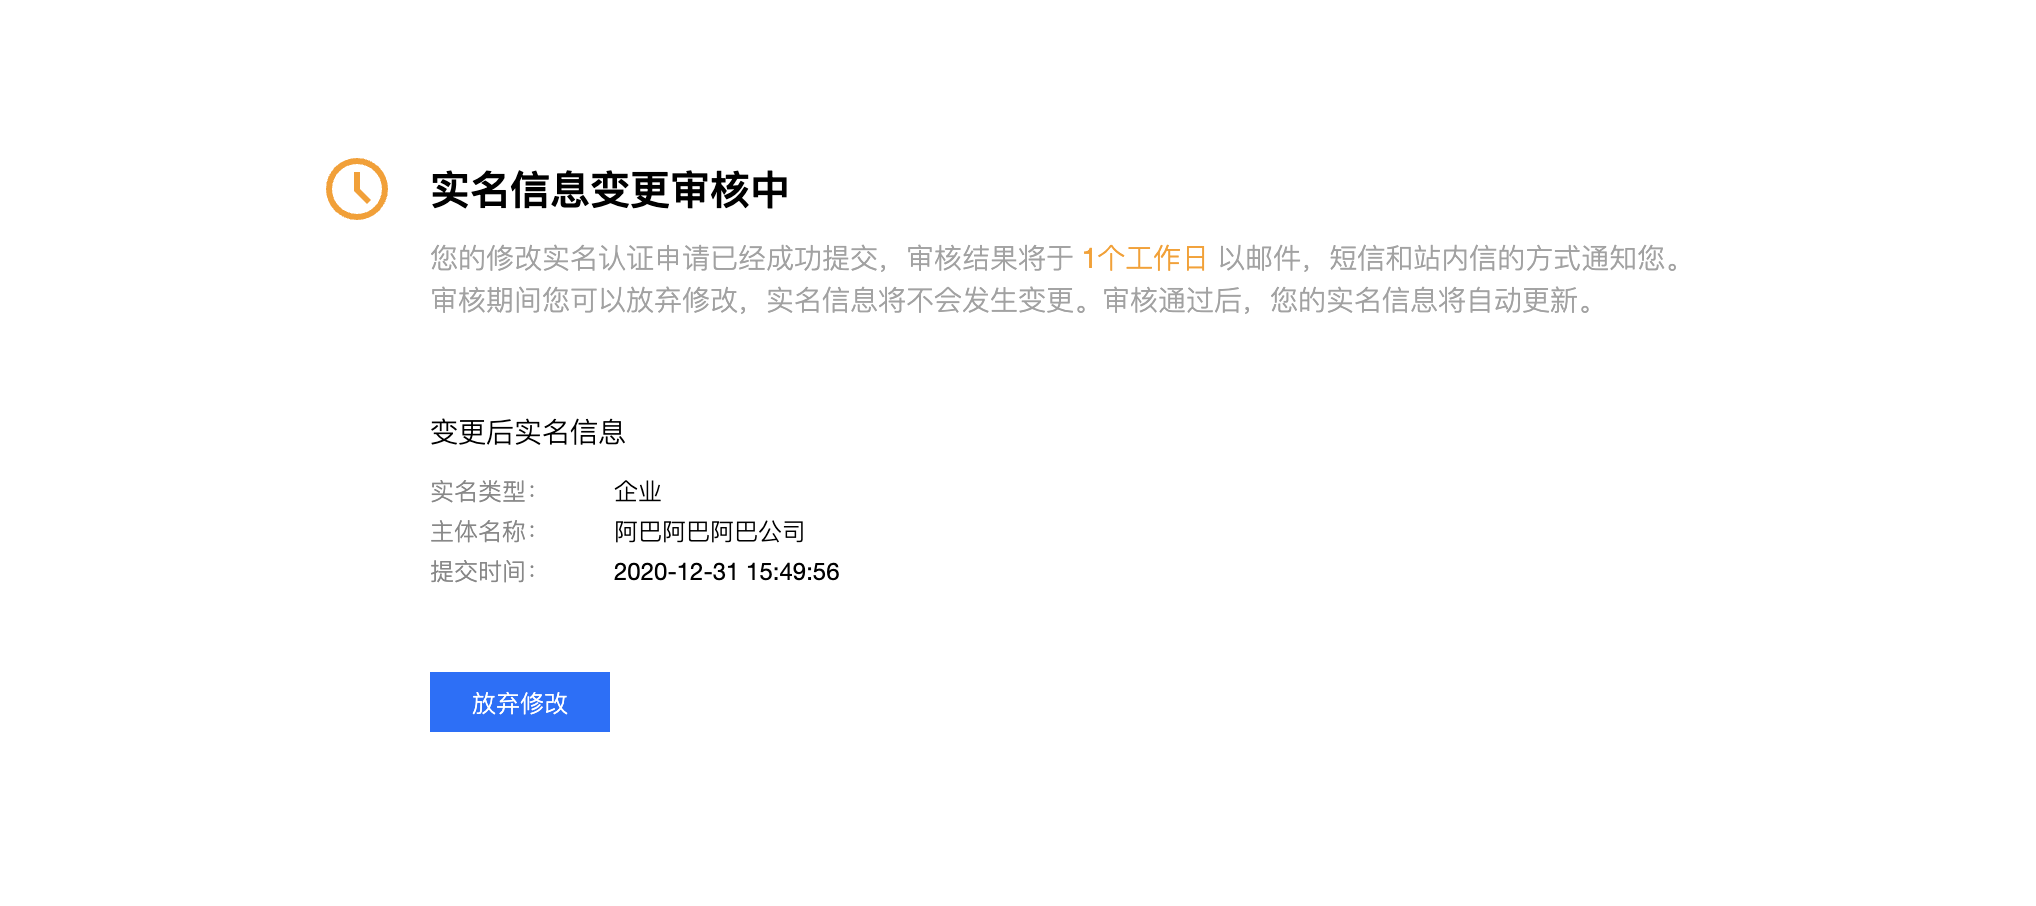 实名信息变更审核中
您的修改实名认证申请已经成功提交，审核结果将于 1个工作日 以邮件，短信和站内信的方式通知您。
审核期间您可以放弃修改，实名信息将不会发生变更。审核通过后，您的实名信息将自动更新。
变更后实名信息
实名类型： 企业
主体名称： 阿巴阿巴阿巴公司
提交时间： 2020-12-31 15:49:56
放弃修改